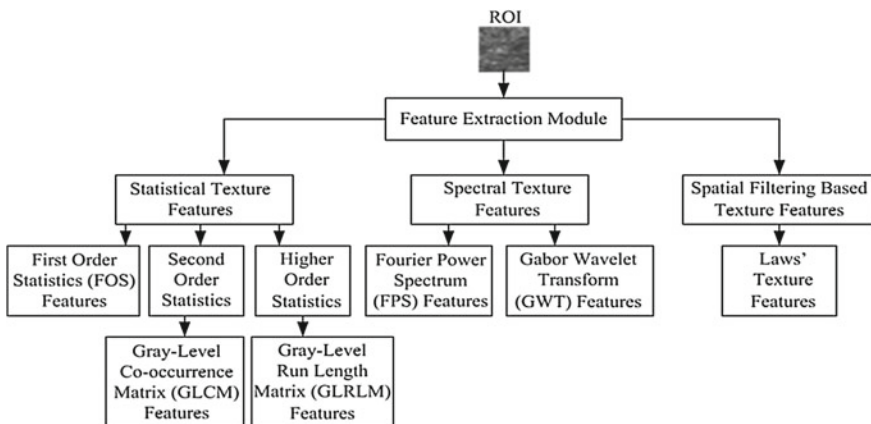 ROI
Feature Extraction Module
Statistical Texture
Features
Spectral Texture
Features
Spatial Filtering Based
Texture Features
First Order
Statistics (FOS)
Features
Second
Order
Statistics
Higher
Order
Statistics
Fourier Power
Spectrum
(FPS) Features
Gabor Wavelet
Transform
(GWT) Features
Laws’
Texture
Features
Gray-Level
Co-occurrence
Matrix (GLCM)
Features
Gray-Level
Run Length
Matrix (GLRLM)
Features